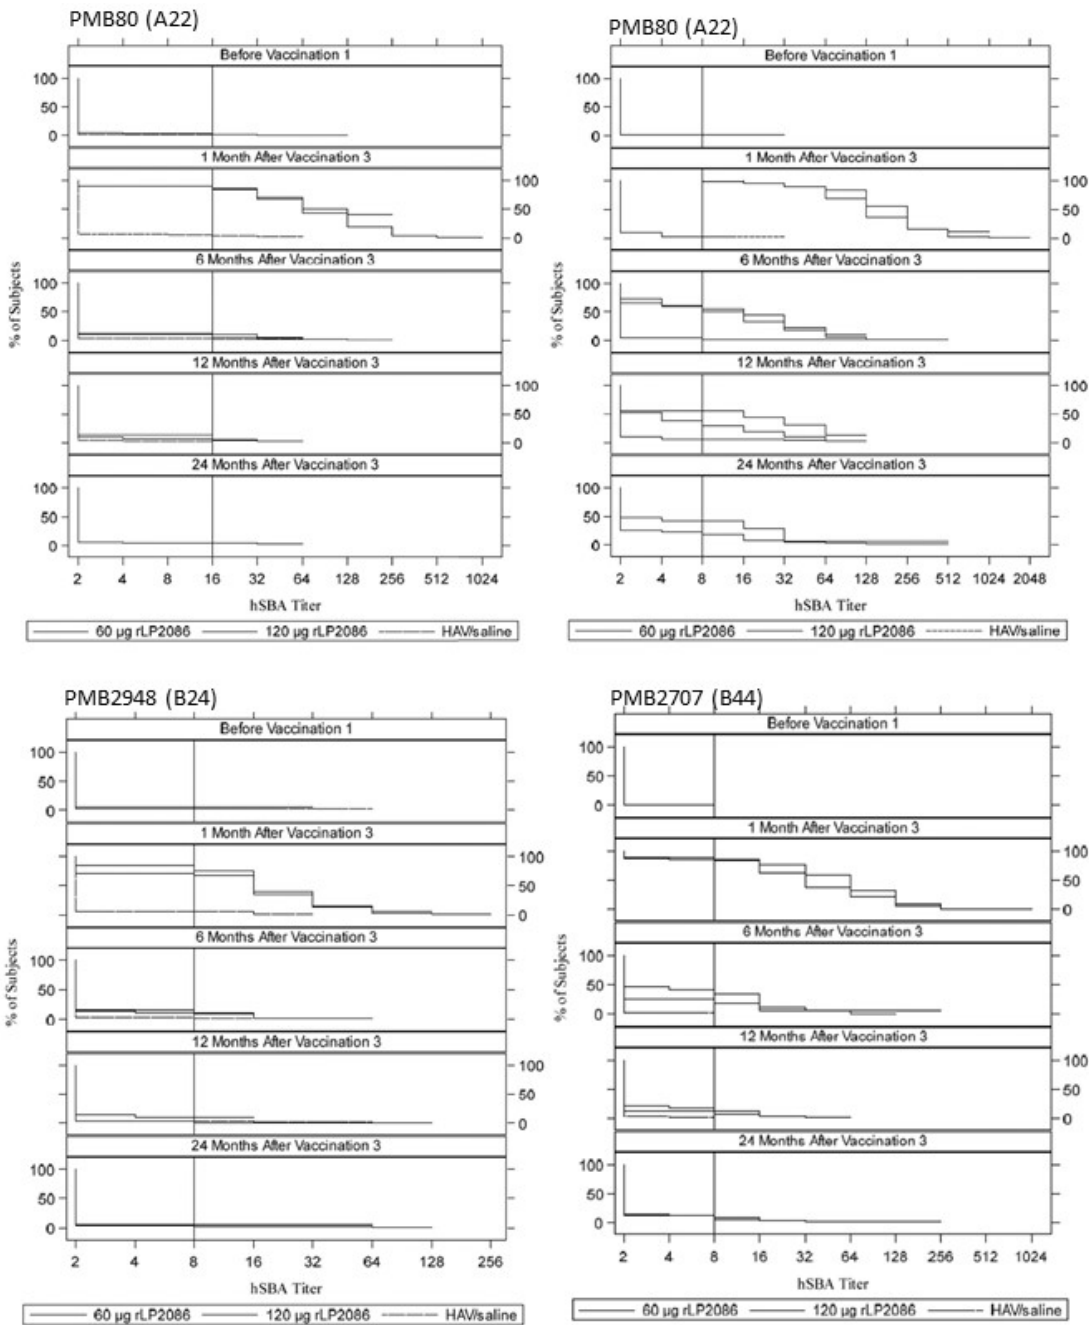 PMB80 (A22)
Before Vaccination 1
100
50
0
1 Month After Vaccination 3
100
50
0
6 Months After Vaccination 3
100
50
0
12 Months After Vaccination 3
100
50
0
24 Months After Vaccination 3
100
50
0
% of Subjects
2 4 8 16 32 64 128 256 512 1024
hSBA Titer
60 µg rLP2086 120 µg rLP2086 HAV/saline
PMB80 (A22)
Before Vaccination 1
100
50
0
1 Month After Vaccination 3
100
50
0
6 Months After Vaccination 3
100
50
0
12 Months After Vaccination 3
100
50
0
24 Months After Vaccination 3
100
50
0
% of Subjects
2 4 8 16 32 64 128 256 512 1024 2048
hSBA Titer
60 µg rLP2086 120 µg rLP2086 HAV/saline
PMB2948 (B24)
Before Vaccination 1
100
50
0
1 Month After Vaccination 3
100
50
0
6 Months After Vaccination 3
100
50
0
12 Months After Vaccination 3
100
50
0
24 Months After Vaccination 3
100
50
0
% of Subjects
2 4 8 16 32 64 128 256
hSBA Titer
60 µg rLP2086 120 µg rLP2086 HAV/saline
PMB2707 (B44)
Before Vaccination 1
100
50
0
1 Month After Vaccination 3
100
50
0
6 Months After Vaccination 3
100
50
0
12 Months After Vaccination 3
100
50
0
24 Months After Vaccination 3
100
50
0
% of Subjects
2 4 8 16 32 64 128 256 512 1024
hSBA Titer
60 µg rLP2086 120 µg rLP2086 HAV/saline